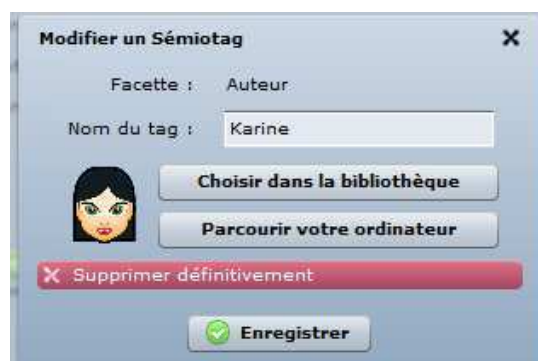 Modifier un Sémiotag
Facette : Auteur
Nom du tag : Karine
Choisir dans la bibliothèque
Parcourir votre ordinateur
Supprimer définitivement
Enregistrer